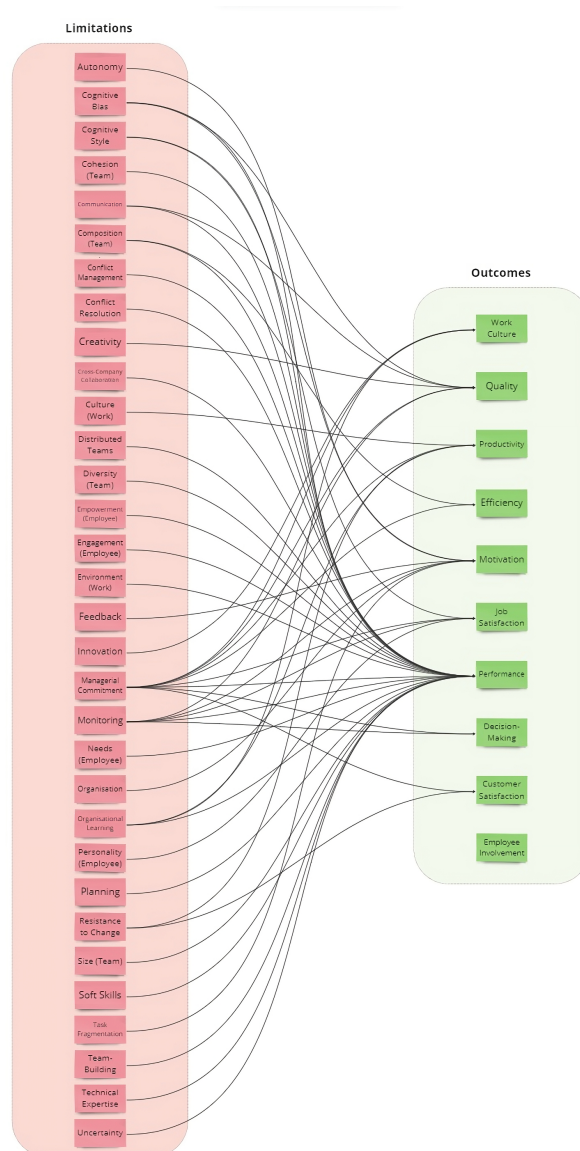 Limitations
Autonomy
Cognitive
Bias
Cognitive
Style
Cohesion
(Team)
Communication
Composition
(Team)
Conflict
Management
Conflict
Resolution
Creativity
Cross-Company
Collaboration
Culture
(Work)
Distributed
Teams
Diversity
(Team)
Empowerment
(Employee)
Engagement
(Employee)
Environment
(Work)
Feedback
Innovation
Managerial
Commitment
Monitoring
Needs
(Employee)
Organisation
Organisational
Learning
Personality
(Employee)
Planning
Resistance
to Change
Size (Team)
Soft Skills
Task
Fragmentation
Team-
Building
Technical
Expertise
Uncertainty
Outcomes
Work
Culture
Quality
Productivity
Efficiency
Motivation
Job
Satisfaction
Performance
Decision-
Making
Customer
Satisfaction
Employee
Involvement